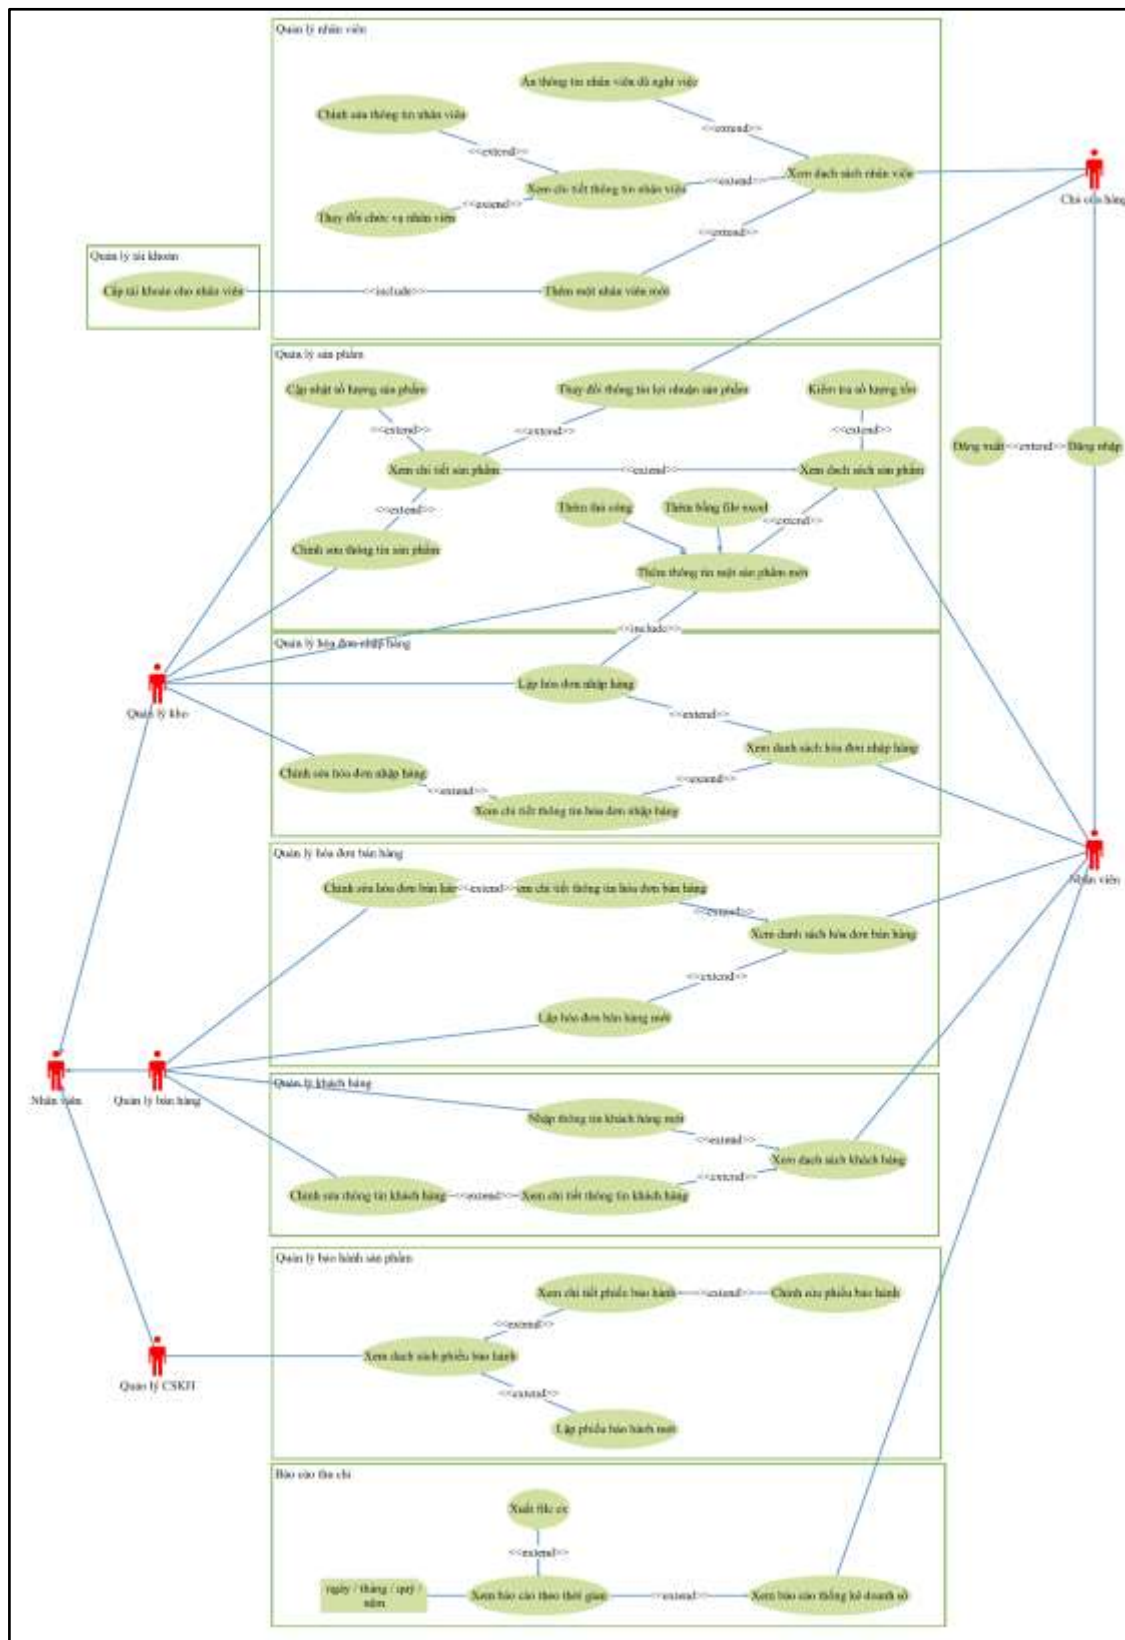 Quản lý nhân viên
Ẩn thông tin nhân viên đã nghỉ việc
Chỉnh sửa thông tin nhân viên
<<extend>>
<<extend>>
Xem chi tiết thông tin nhân viên
<<extend>>
Xem dach sách nhân viên
Chủ cửa hàng
<<extend>>
Thay đổi chức vụ nhân viên
<<extend>>
Quản lý tài khoản
Cấp tài khoản cho nhân viên
<<include>>
Thêm một nhân viên mới
Quản lý sản phẩm
Cập nhật số lượng sản phẩm
Thay đổi thông tin lợi nhuận sản phẩm
Kiểm tra số lượng tồn
<<extend>>
<<extend>>
<<extend>>
Đăng xuất
<<extend>>
Đăng nhập
Xem chi tiết sản phẩm
<<extend>>
Xem dach sách sản phẩm
<<extend>>
Thêm thủ công
Thêm bằng file excel
<<extend>>
Chỉnh sửa thông tin sản phẩm
Thêm thông tin một sản phẩm mới
<<include>>
Quản lý hóa đơn nhập hàng
Lập hóa đơn nhập hàng
Quản lý kho
<<extend>>
Xem danh sách hóa đơn nhập hàng
Chỉnh sửa hóa đơn nhập hàng
<<extend>>
<<extend>>
Xem chi tiết thông tin hóa đơn nhập hàng
Quản lý hóa đơn bán hàng
Nhân viên
Chỉnh sửa hóa đơn bán hàn
<<extend>>
em chi tiết thông tin hóa đơn bán hàng
<<extend>>
Xem danh sách hóa đơn bán hàng
<<extend>>
Lập hóa đơn bán hàng mới
Nhân viên
Quản lý bán hàng
Quản lý khách hàng
Nhập thông tin khách hàng mới
<<extend>>
Xem dach sách khách hàng
<<extend>>
Chỉnh sửa thông tin khách hàng
<<extend>>
Xem chi tiết thông tin khách hàng
Quản lý bảo hành sản phẩm
Xem chi tiết phiếu bảo hành
<<extend>>
Chỉnh sửa phiếu bảo hành
<<extend>>
Xem dach sách phiếu bảo hành
Quản lý CSKH
<<extend>>
Lập phiếu bảo hành mới
Báo cáo thu chi
Xuất file ex
<<extend>>
ngày / tháng / quý /
năm
Xem báo cáo theo thời gian
<<extend>>
Xem báo cáo thống kê doanh số